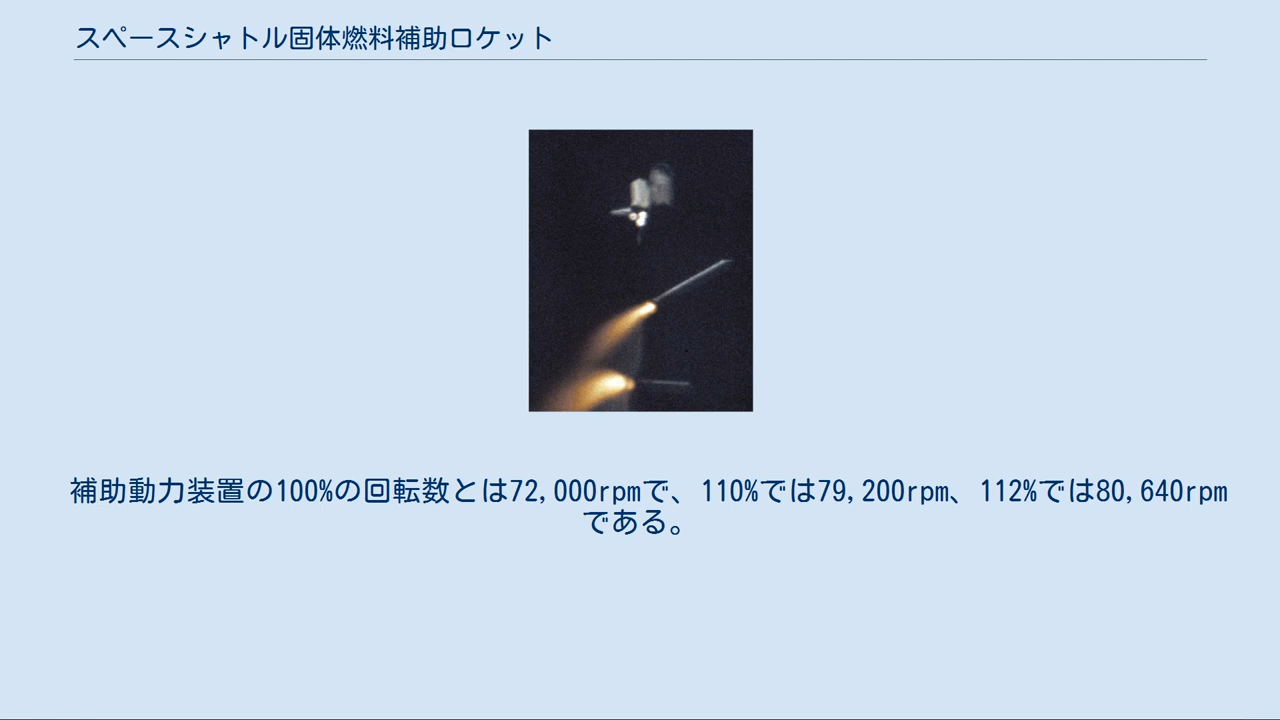 スペースシャトル固体燃料補助ロケット
補助動力装置の100%の回転数とは72,000rpmで、110%では79,200rpm、112%では80,640rpm
である。